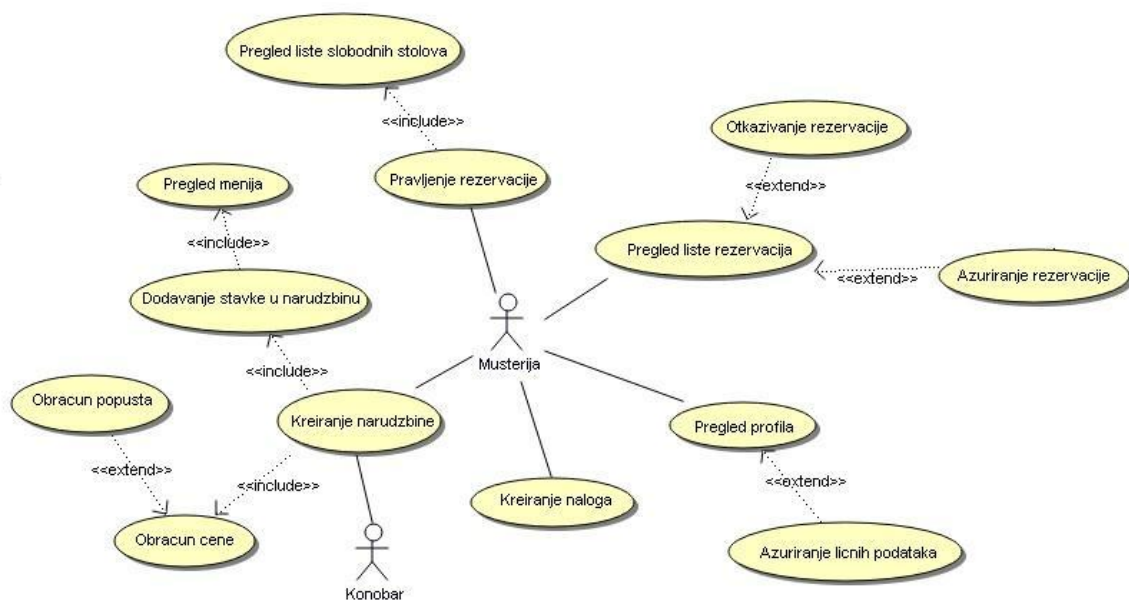 Pregled liste slobodnih stolova
<<include>>
Otkazivanje rezervacije
Pregled menija
Pravljenje rezervacije
<<extend>>
<<include>>
Pregled liste rezervacija
<<extend>>
Azuriranje rezervacije
Dodavanje stavke u narudzbinu
Musterija
<<include>>
Obracun popusta
Kreiranje narudzbine
Pregled profila
<<extend>>
<<include>>
<<extend>>
Kreiranje naloga
Obracun cene
Azuriranje licnih podataka
Konobar